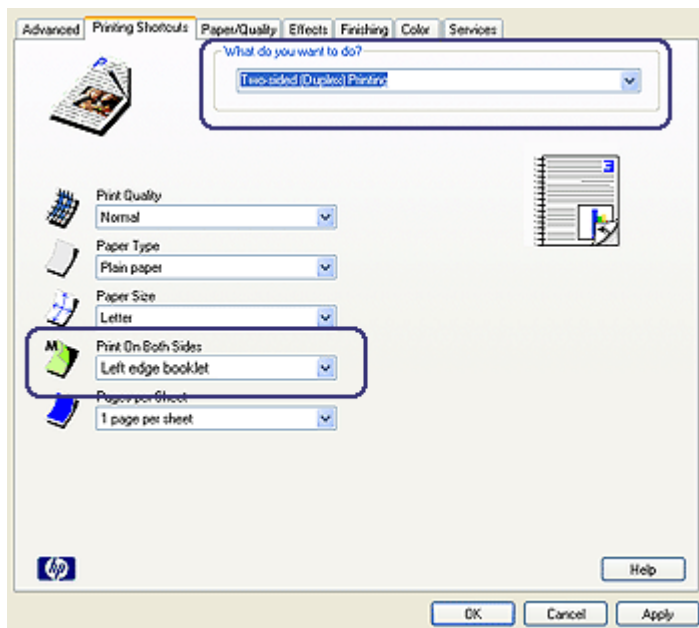 Advanced Printing Shortcuts Paper/Quality Effects Finishing Color Services
What do you want to do?
Two-sided (Duplex) Printing
3
Print Quality
Normal
Paper Type
Plain paper
Paper Size
Letter
M
Print On Both Sides
Left edge booklet
Pages per Sheet
1 page per sheet
hp
Help
OK Cancel Apply